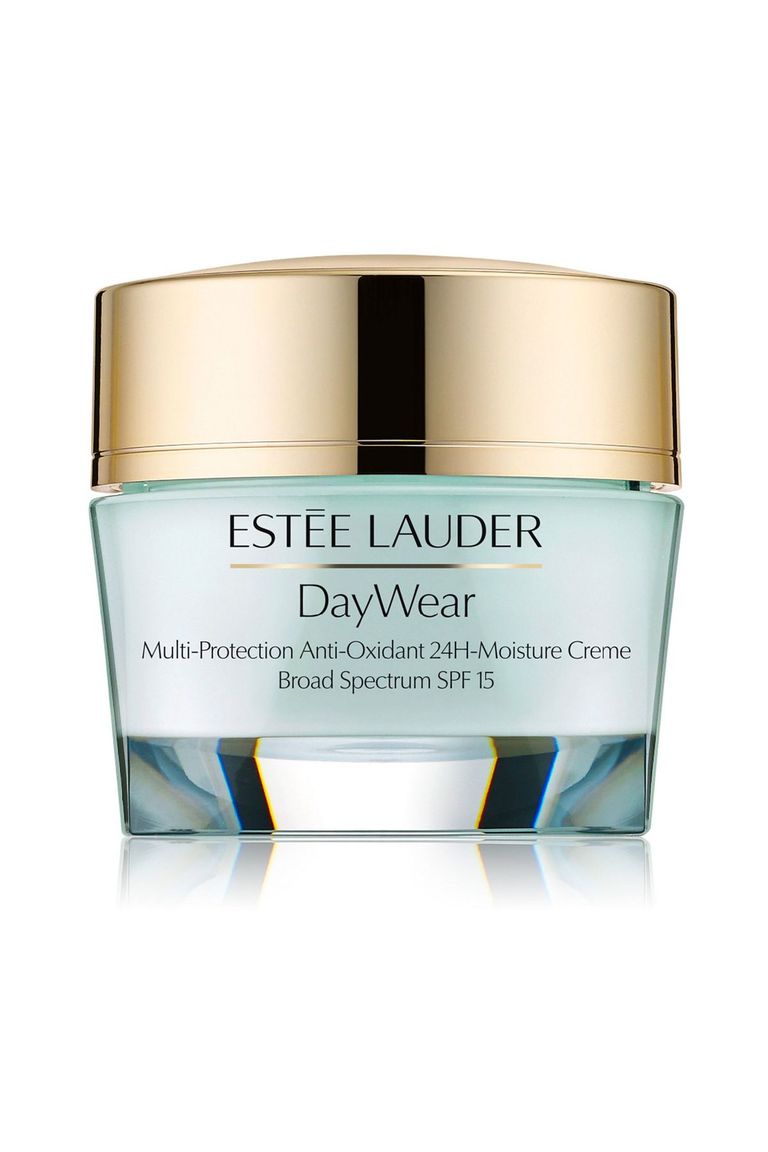 ESTĒE LAUDER
DayWear
Multi-Protection Anti-Oxidant 24H-Moisture Creme
Broad Spectrum SPF 15